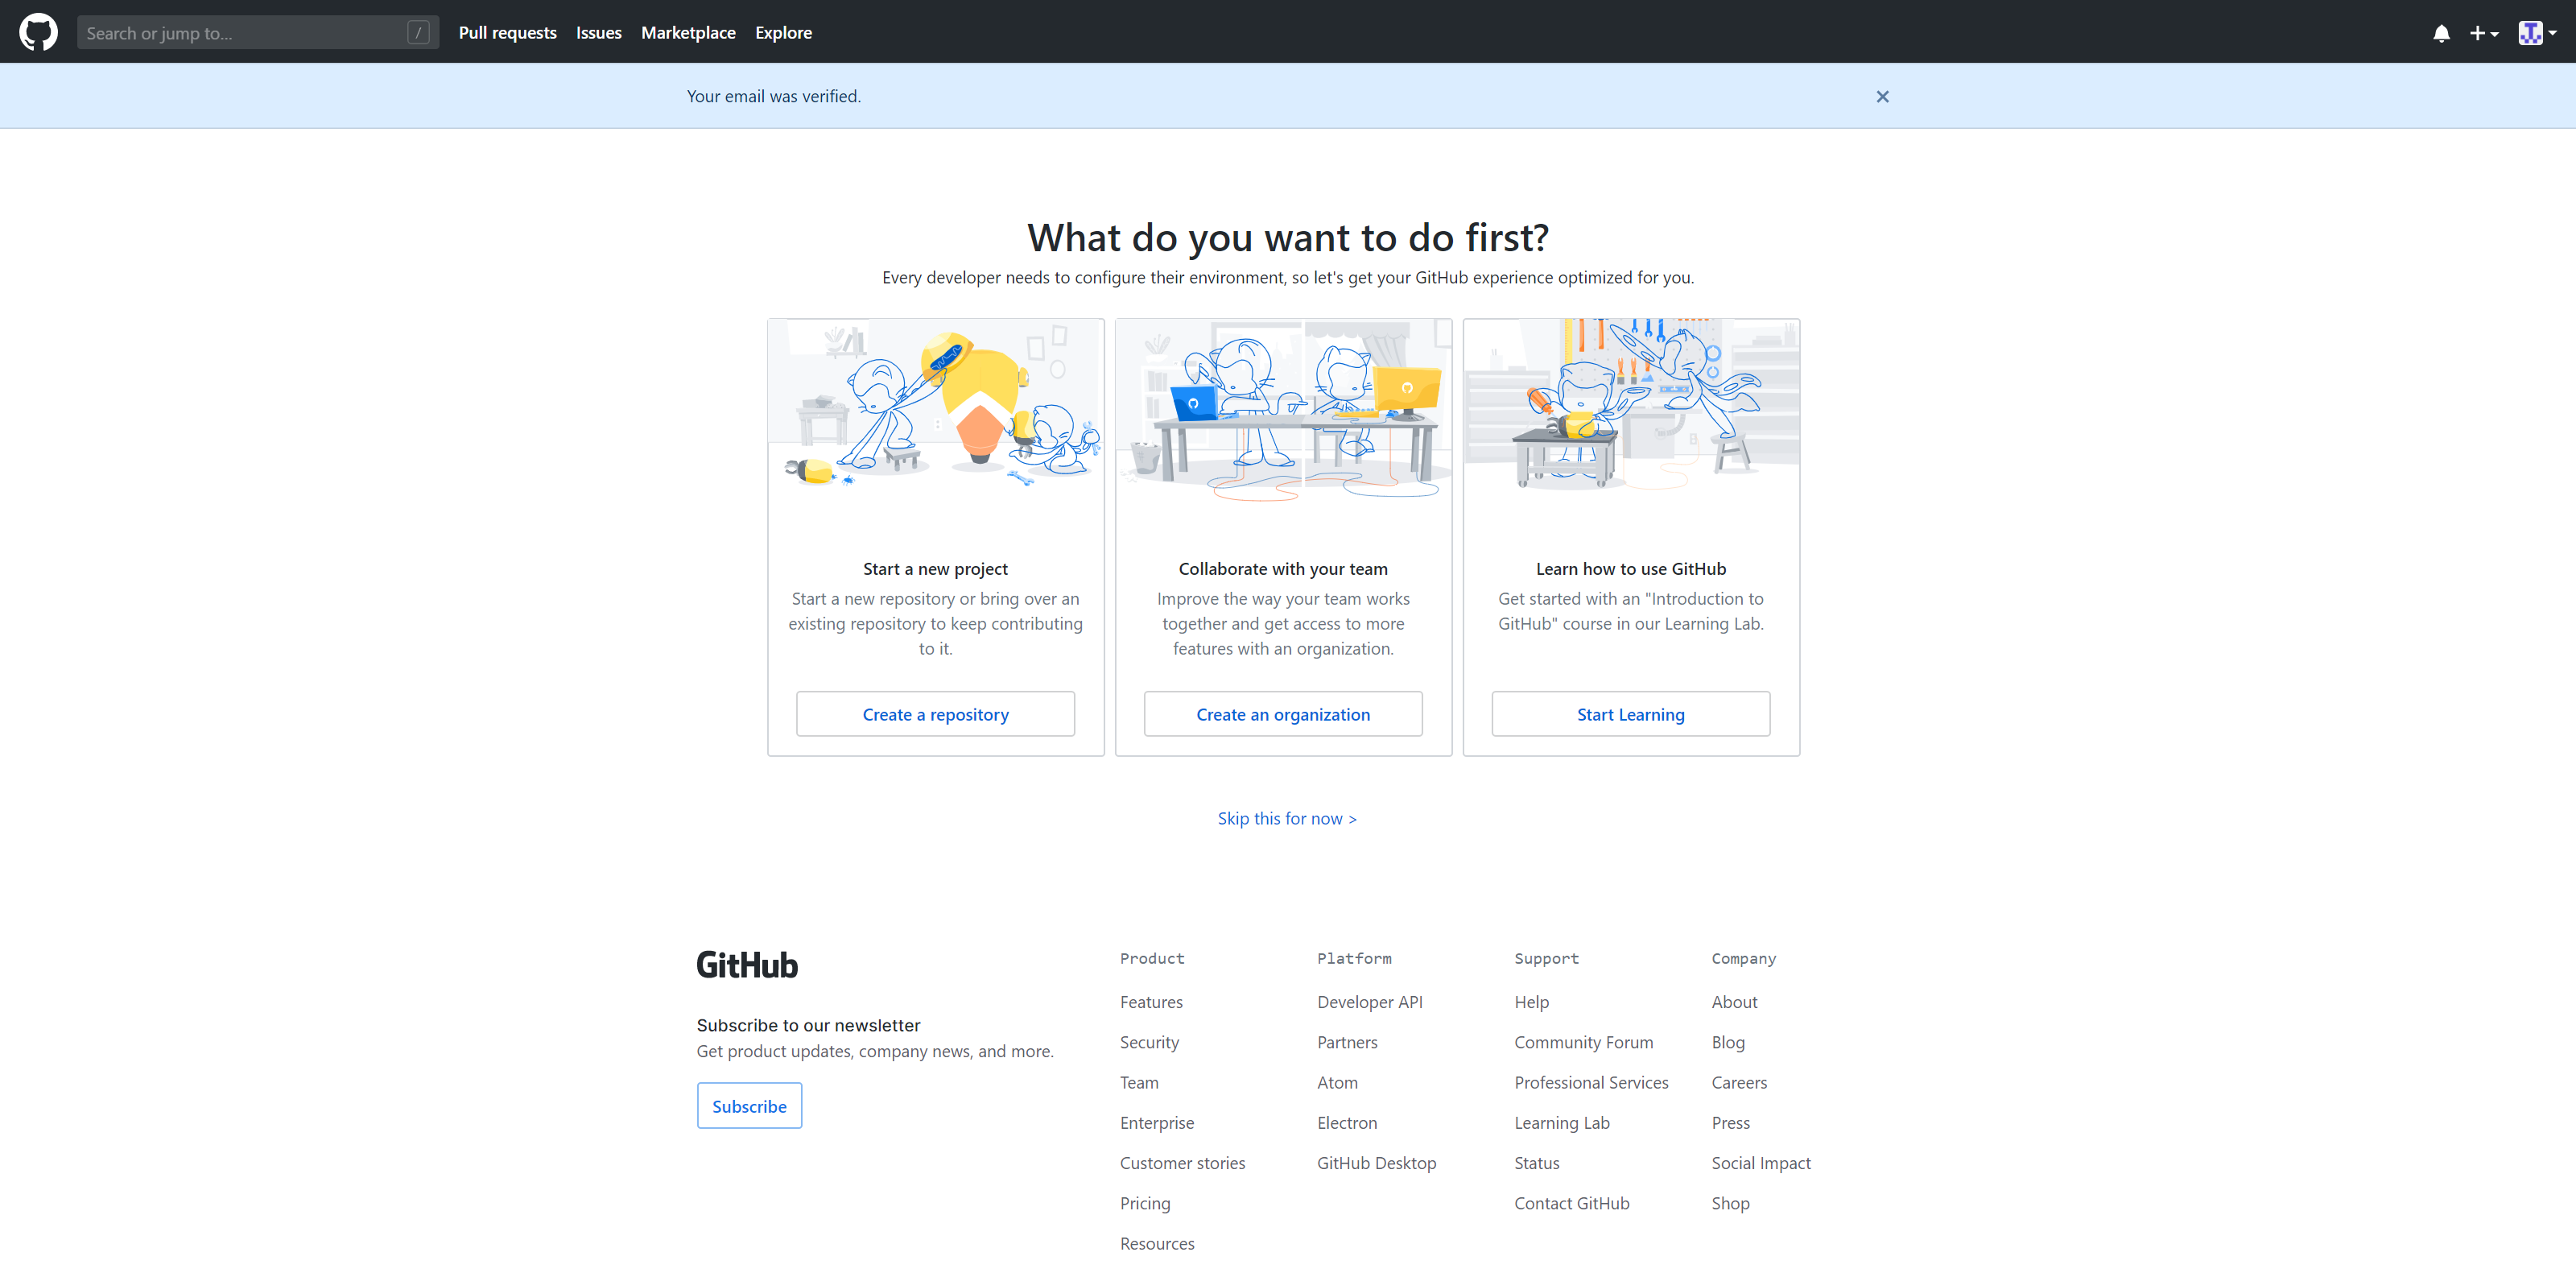 Search or jump to... /
Pull requests Issues Marketplace Explore
Your email was verified.
What do you want to do first?
Every developer needs to configure their environment, so let's get your GitHub experience optimized for you.
Start a new project
Start a new repository or bring over an
existing repository to keep contributing
to it.
Create a repository
Collaborate with your team
Improve the way your team works
together and get access to more
features with an organization.
Create an organization
Learn how to use GitHub
Get started with an "Introduction to
GitHub" course in our Learning Lab.
Start Learning
Skip this for now >
GitHub
Subscribe to our newsletter
Get product updates, company news, and more.
Subscribe
Product
Features
Security
Team
Enterprise
Customer stories
Pricing
Resources
Platform
Developer API
Partners
Atom
Electron
GitHub Desktop
Support
Help
Community Forum
Professional Services
Learning Lab
Status
Contact GitHub
Company
About
Blog
Careers
Press
Social Impact
Shop